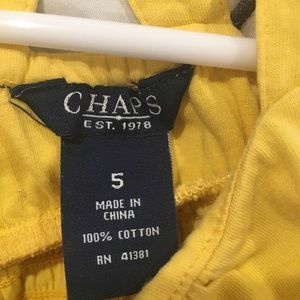 CHAPS
EST. 1978
5
MADE IN
CHINA
100% COTTON
RN 41381